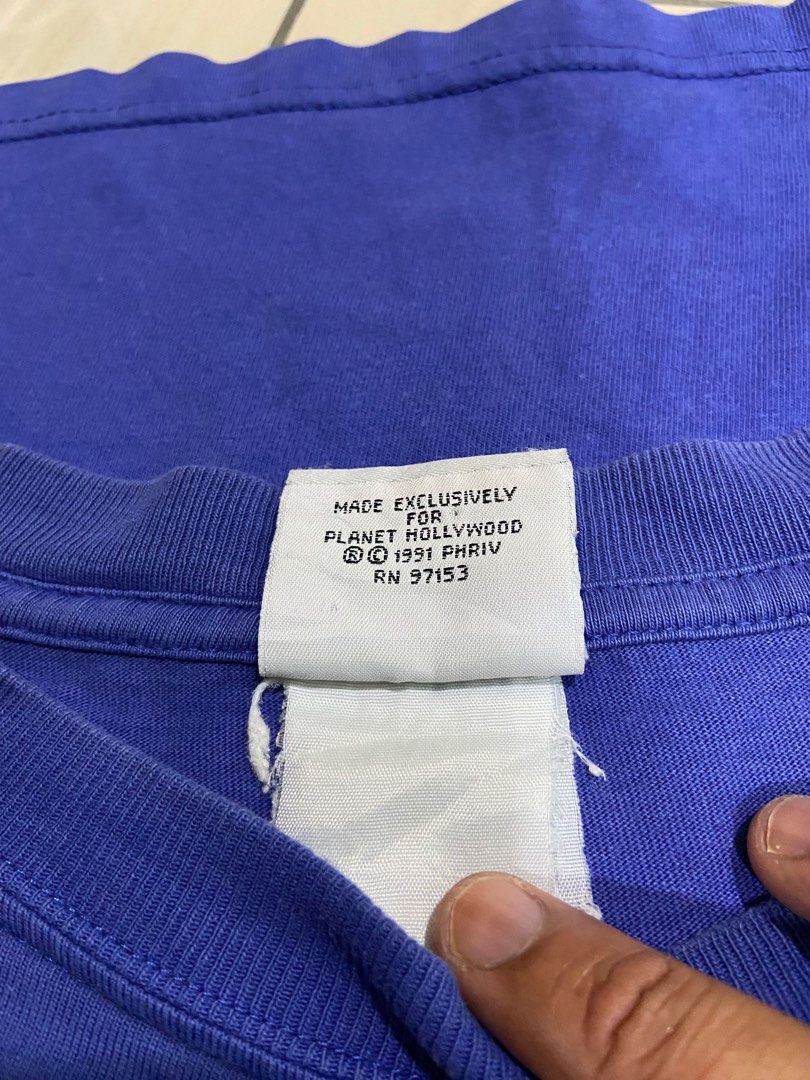 MADE EXCLUSIVELY
FOR
PLANET HOLLYWOOD
®© 1991 PHRIV
RN 97153